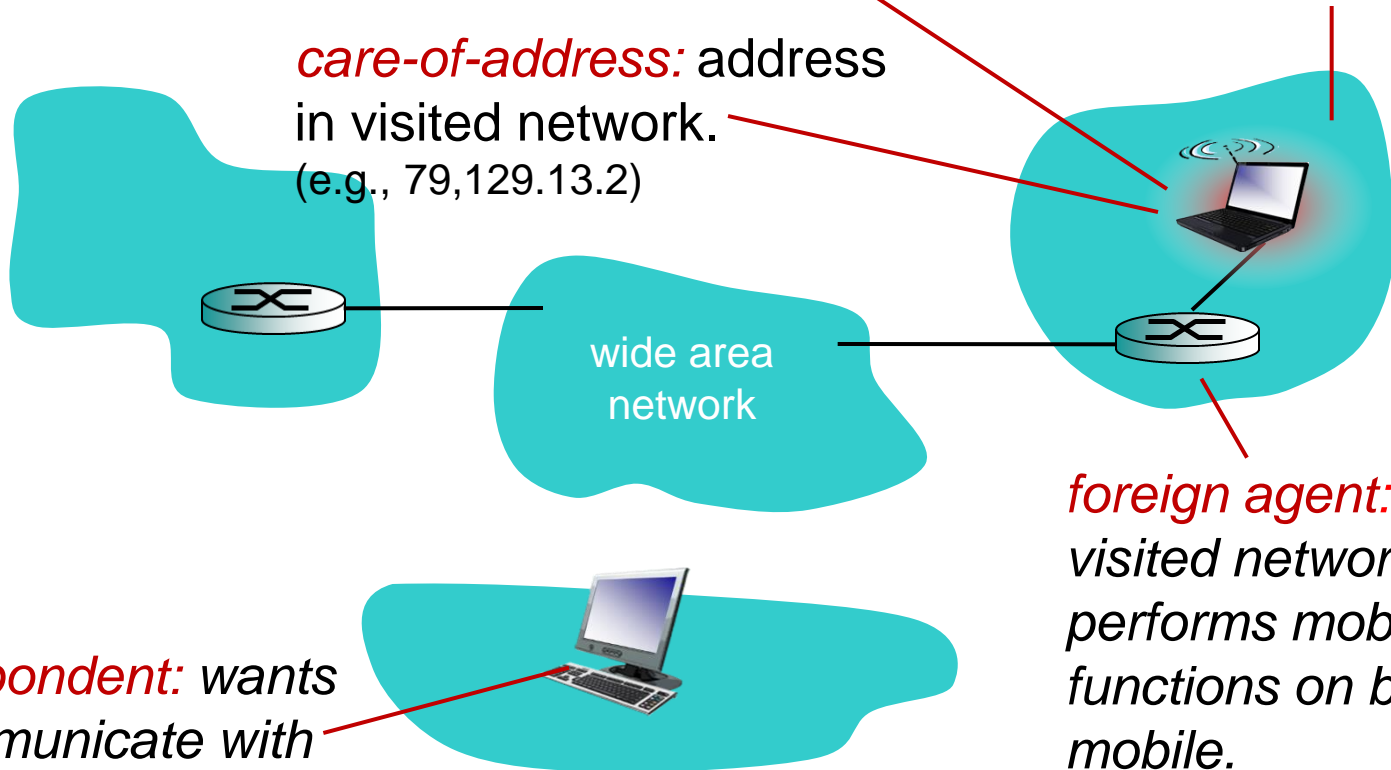 care-of-address: address
in visited network.
(e.g., 79,129.13.2)
wide area
network
foreign agent:
visited networ
performs mob
functions on b
mobile.
pondent: wants
municate with